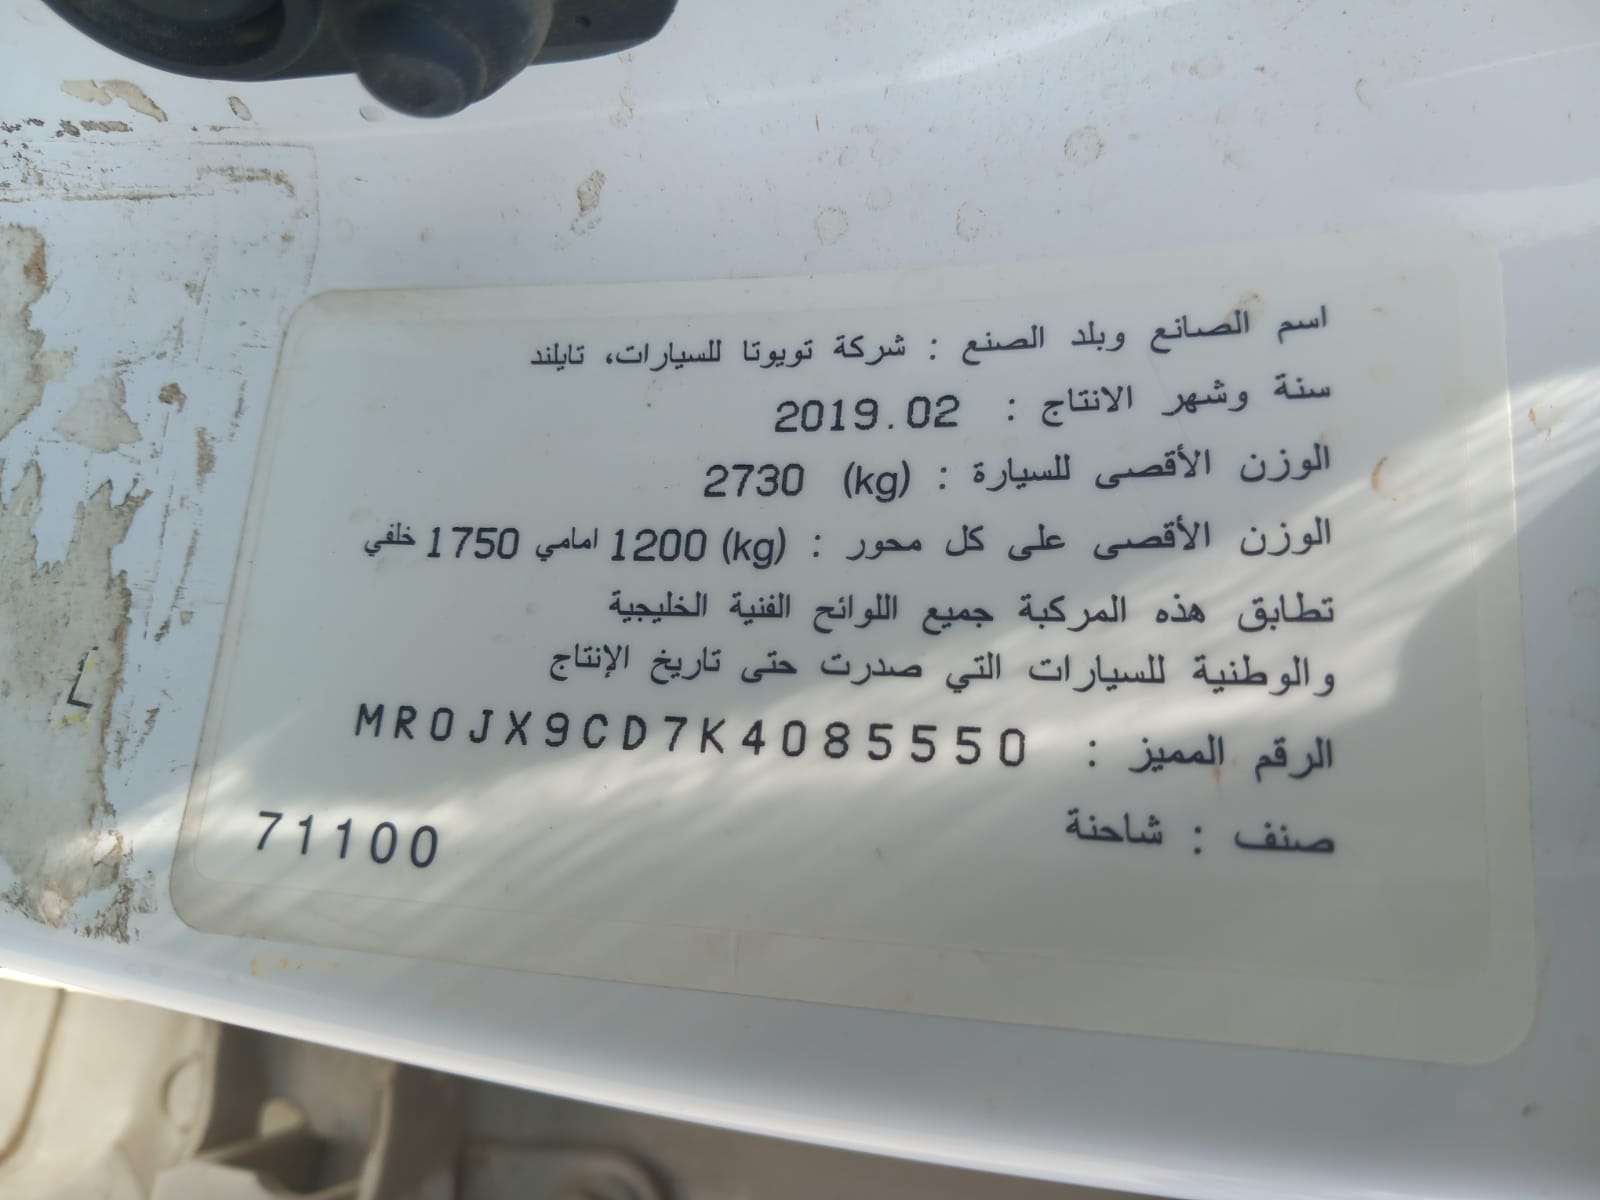 اسم الصانع وبلد الصنع : شركة تويوتا للسيارات، تايلند
سنة وشهر الانتاج : 2019.02
الوزن الأقصى للسيارة : (kg) 2730
الوزن الأقصى على كل محور : (kg) 1200 امامي 1750 خلفي
تطابق هذه المركبة جميع اللوائح الفنية الخليجية
والوطنية للسيارات التي صدرت حتى تاريخ الإنتاج
الرقم المميز : MR0JX9CD7K4085550
صنف : شاحنة 71100